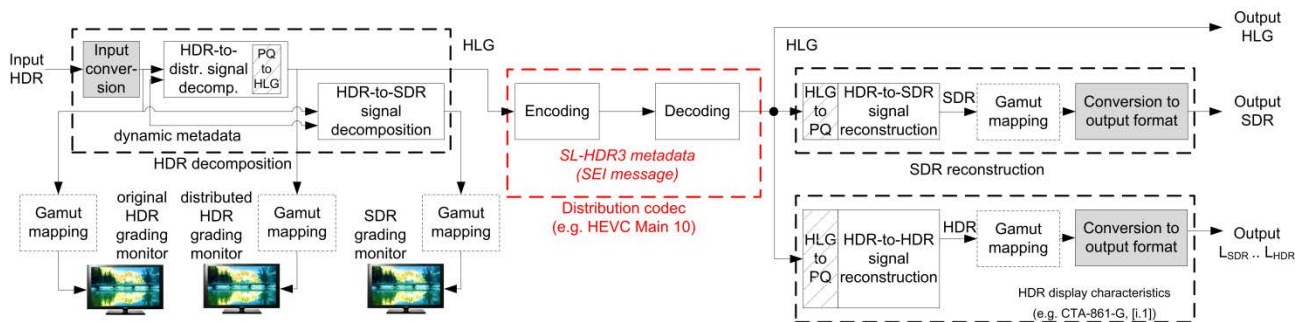 Input
HDR
Input
conver-
sion
HDR-to-
distr. signal
decomp.
PQ
to
HLG
HDR-to-SDR
signal
decomposition
dynamic metadata
HDR decomposition
Gamut
mapping
original
HDR
grading
monitor
distributed
HDR
grading
monitor
Gamut
mapping
SDR
grading
monitor
Gamut
mapping
HLG
Encoding
Decoding
SL-HDR3 metadata
(SEI message)
Distribution codec
(e.g. HEVC Main 10)
HLG
Output
HLG
HLG
to
PQ
HDR-to-SDR
signal
reconstruction
SDR
Gamut
mapping
Conversion to
output format
Output
SDR
SDR reconstruction
HLG
to
PQ
HDR-to-HDR
signal
reconstruction
HDR
Gamut
mapping
Conversion to
output format
Output
LSDR .. LHDR
HDR display characteristics
(e.g. CTA-861-G, [i.1])